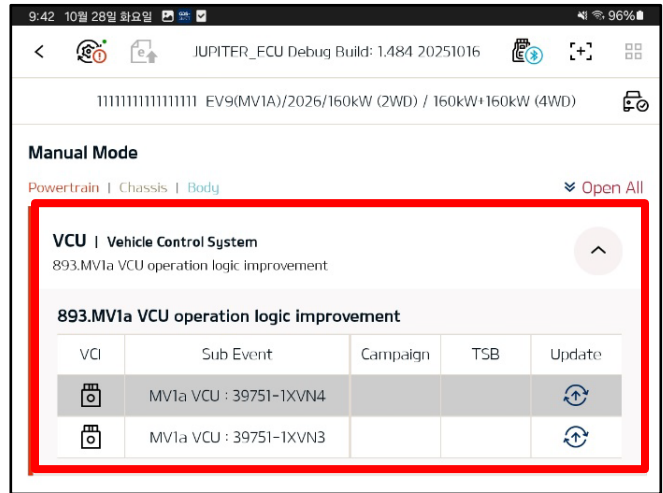 9:42 10월 28일 화요일 96%
JUPITER_ECU Debug Build: 1.484 20251016
11111111111111111 EV9(MV1A)/2026/160kW (2WD) / 160kW+160kW (4WD)
Manual Mode
Powertrain | Chassis | Body Open All
VCU | Vehicle Control System
893.MV1a VCU operation logic improvement
893.MV1a VCU operation logic improvement
VCI Sub Event Campaign TSB Update
MV1a VCU : 39751-1XVN4
MV1a VCU : 39751-1XVN3